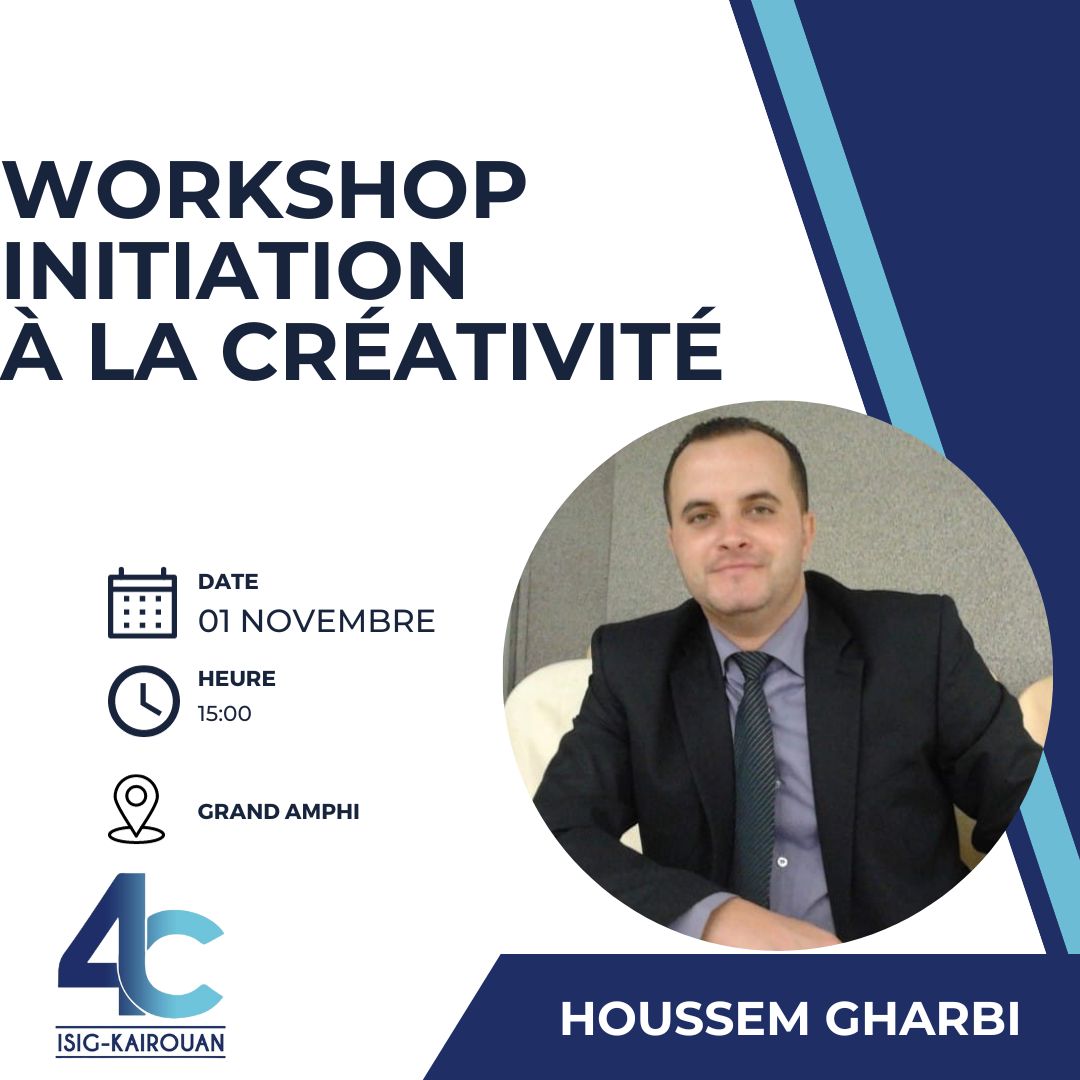 WORKSHOP
INITIATION
À LA CRÉATIVITÉ
DATE
01 NOVEMBRE
HEURE
15:00
GRAND AMPHI
4C
ISIG-KAIROUAN
HOUSSEM GHARBI